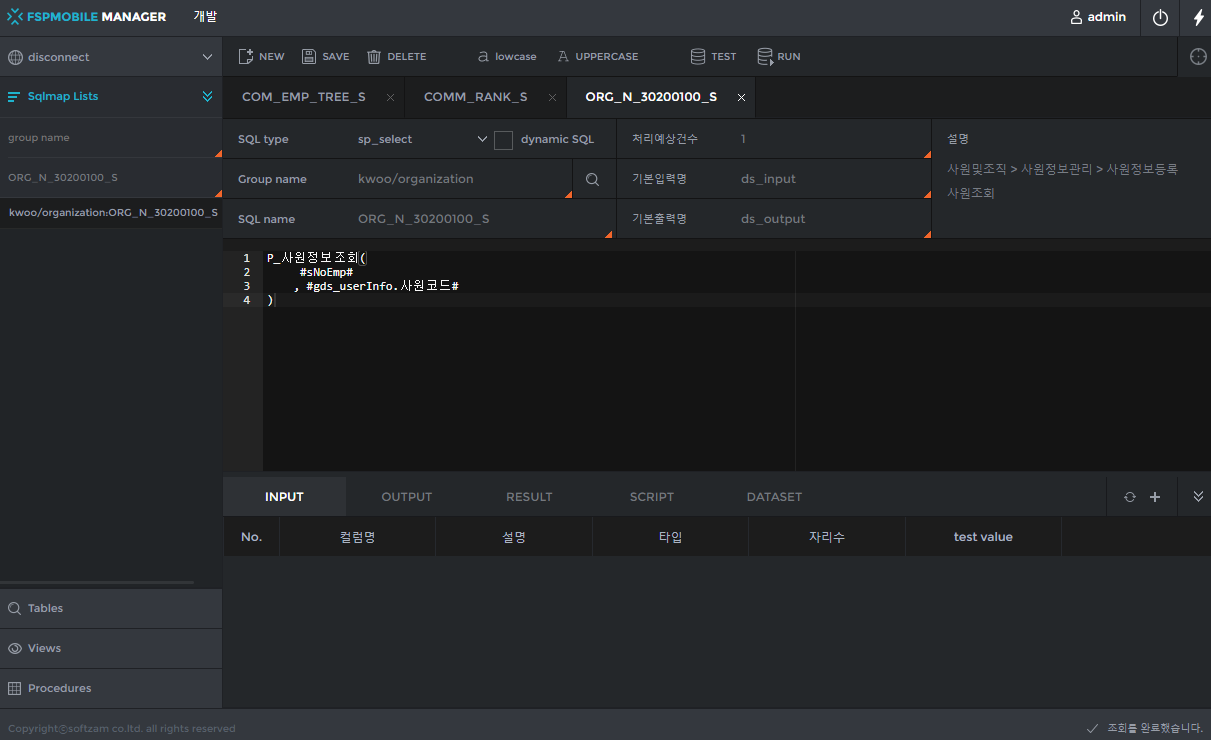 FSPMOBILE MANAGER 개발 admin
disconnect NEW SAVE DELETE a lowcase A UPPERCASE TEST RUN
Sqlmap Lists COM_EMP_TREE_S COMM_RANK_S ORG_N_30200100_S
group name
ORG_N_30200100_S
kwoo/organization:ORG_N_30200100_S
SQL type sp_select dynamic SQL 처리예상건수 1
Group name kwoo/organization 기본입력명 ds_input
SQL name ORG_N_30200100_S 기본출력명 ds_output
설명
사원및조직 > 사원정보관리 > 사원정보등록
사원조회
1 P_사원정보조회(
2 #sNoEmp#
3 , #gds_userInfo.사원코드#
4 )
INPUT OUTPUT RESULT SCRIPT DATASET
No. 컬럼명 설명 타입 자리수 test value
Tables
Views
Procedures
Copyright©softzam co.ltd. all rights reserved 조회를 완료했습니다.